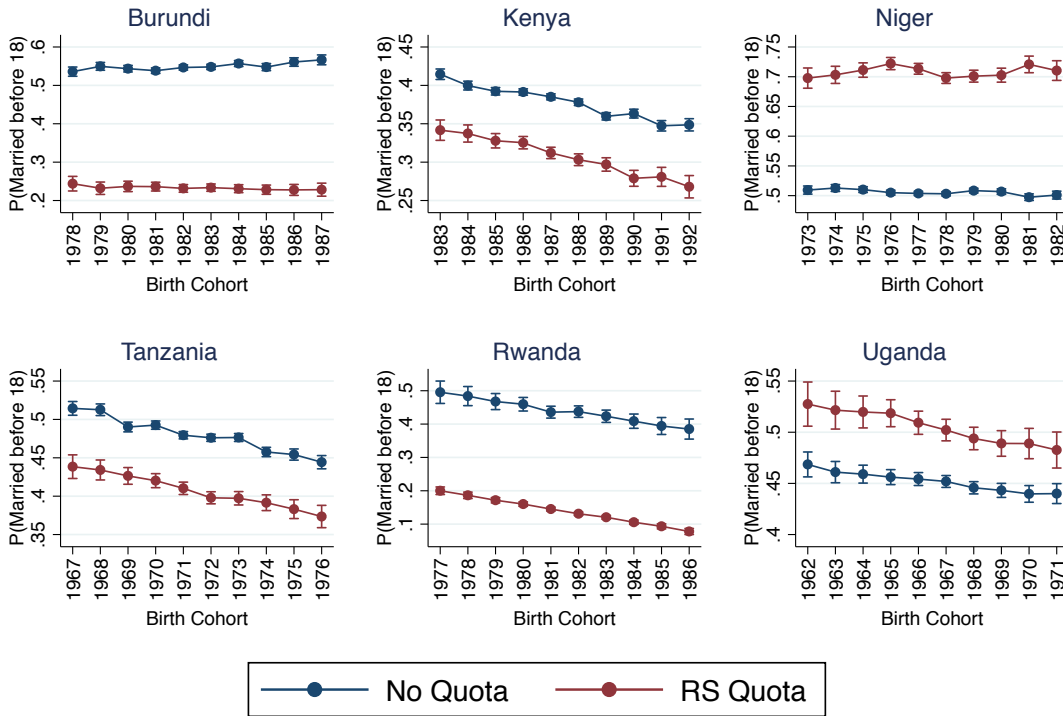 Burundi
P(Married before 18)
.2 .3 .4 .5 .6
1978 1979 1980 1981 1982 1983 1984 1985 1986 1987
Birth Cohort
Kenya
P(Married before 18)
.25 .3 .35 .4 .45
1983 1984 1985 1986 1987 1988 1989 1990 1991 1992
Birth Cohort
Niger
P(Married before 18)
.5 .55 .6 .65 .7 .75
1973 1974 1975 1976 1977 1978 1979 1980 1981 1982
Birth Cohort
Tanzania
P(Married before 18)
.35 .4 .45 .5 .55
1967 1968 1969 1970 1971 1972 1973 1974 1975 1976
Birth Cohort
Rwanda
P(Married before 18)
.1 .2 .3 .4 .5
1977 1978 1979 1980 1981 1982 1983 1984 1985 1986
Birth Cohort
Uganda
P(Married before 18)
.4 .45 .5 .55
1962 1963 1964 1965 1966 1967 1968 1969 1970 1971
Birth Cohort
No Quota RS Quota